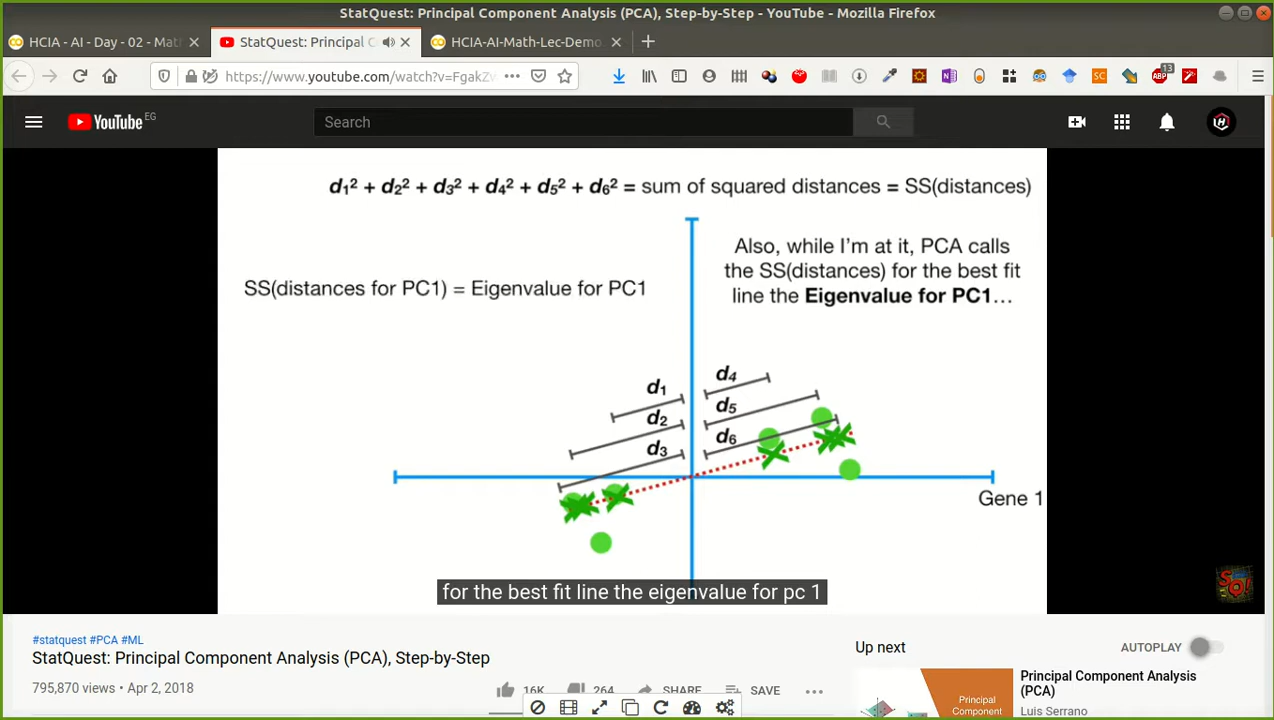 StatQuest: Principal Component Analysis (PCA), Step-by-Step - YouTube - Mozilla Firefox
HCIA - AI - Day - 02 - Mat
StatQuest: Principal C
HCIA-AI-Math-Lec-Demo.
https://www.youtube.com/watch?v=FgakZw
ABP
13
SC
YouTube EG
Search
d₁² + d₂² + d₃² + d₄² + d₅² + d₆² = sum of squared distances = SS(distances)
Also, while I'm at it, PCA calls
the SS(distances) for the best fit
line the Eigenvalue for PC1...
SS(distances for PC1) = Eigenvalue for PC1
d₁
d₂
d₃
d₄
d₅
d₆
Gene 1
SQ!
for the best fit line the eigenvalue for pc 1
#statquest #PCA #ML
StatQuest: Principal Component Analysis (PCA), Step-by-Step
795,870 views • Apr 2, 2018
16K
264
SHARE
SAVE
Up next
AUTOPLAY
Principal
Component
Principal Component Analysis
(PCA)
Luis Serrano